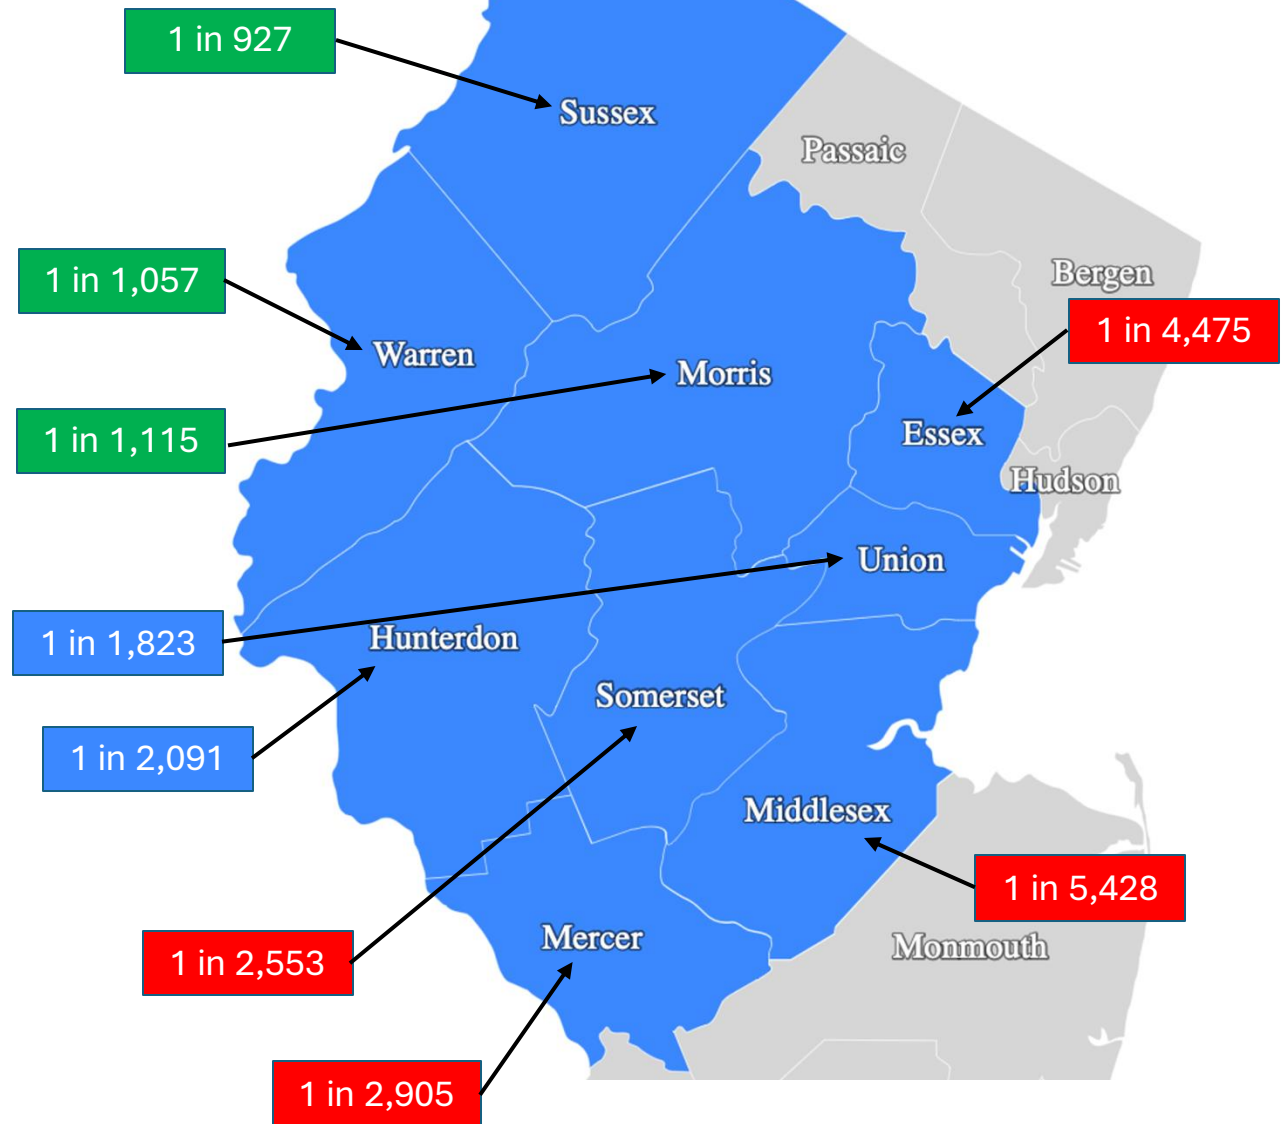 1 in 927
Sussex
Passaic
Bergen
1 in 1,057
1 in 4,475
Warren
Morris
1 in 1,115
Essex
Hudson
Union
1 in 1,823
Hunterdon
Somerset
1 in 2,091
Middlesex
1 in 5,428
Mercer
Monmouth
1 in 2,553
1 in 2,905